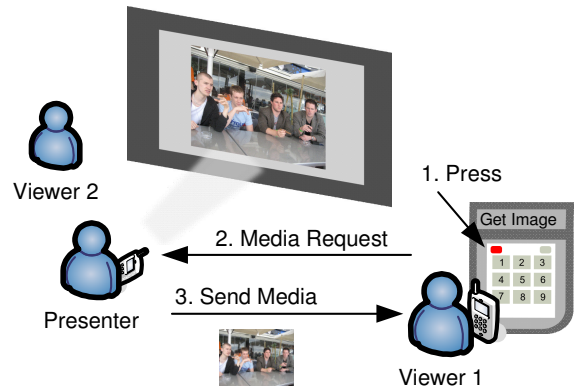 Viewer 2
1. Press
Get Image
1 2 3
4 5 6
7 8 9
2. Media Request
3. Send Media
Presenter
Viewer 1